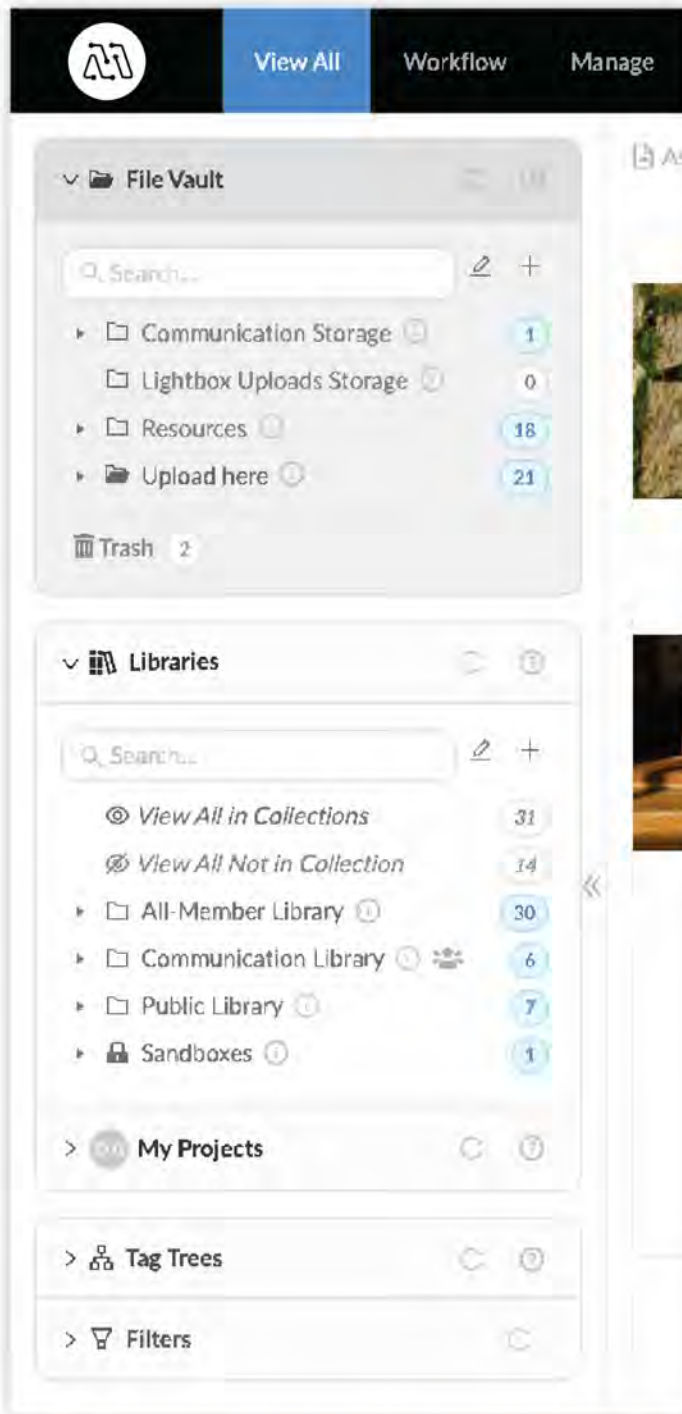 View All Workflow Manage
As
File Vault
Search...
Communication Storage 1
Lightbox Uploads Storage 0
Resources 18
Upload here 21
Trash 2
Libraries
Search...
View All in Collections 31
View All Not in Collection 14
All-Member Library 30
Communication Library 6
Public Library 7
Sandboxes 1
My Projects
Tag Trees
Filters